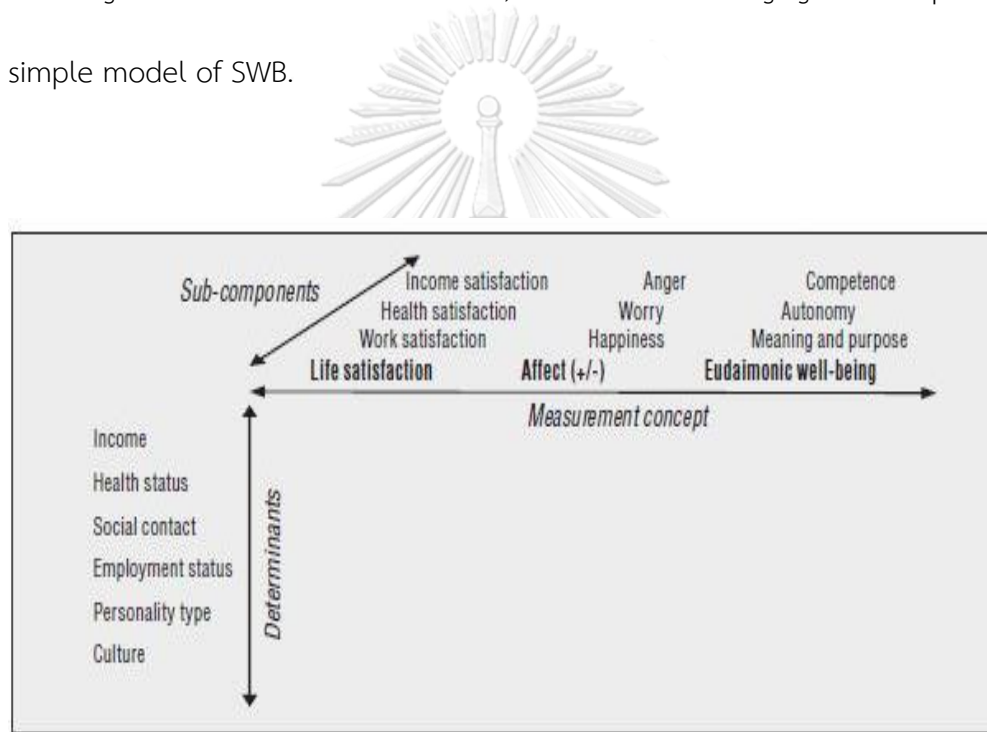 simple model of SWB.
Sub-components
Income satisfaction Anger Competence
Health satisfaction Worry Autonomy
Work satisfaction Happiness Meaning and purpose
Life satisfaction Affect (+/-) Eudaimonic well-being
Measurement concept
Income
Health status
Social contact
Employment status
Personality type
Culture
Determinants